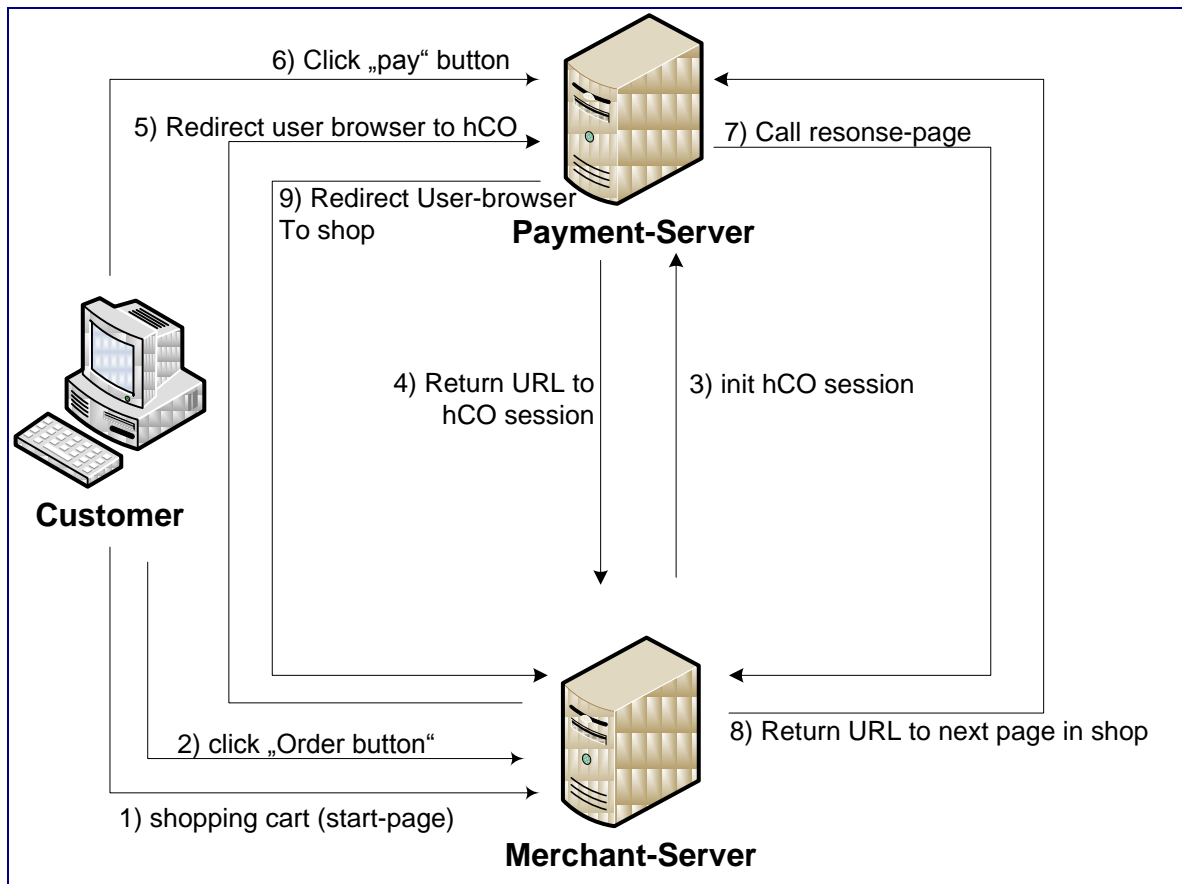 6) Click „pay“ button
5) Redirect user browser to hCO
7) Call resonse-page
9) Redirect User-browser
To shop
Payment-Server
4) Return URL to
hCO session
3) init hCO session
Customer
8) Return URL to next page in shop
2) click „Order button“
1) shopping cart (start-page)
Merchant-Server